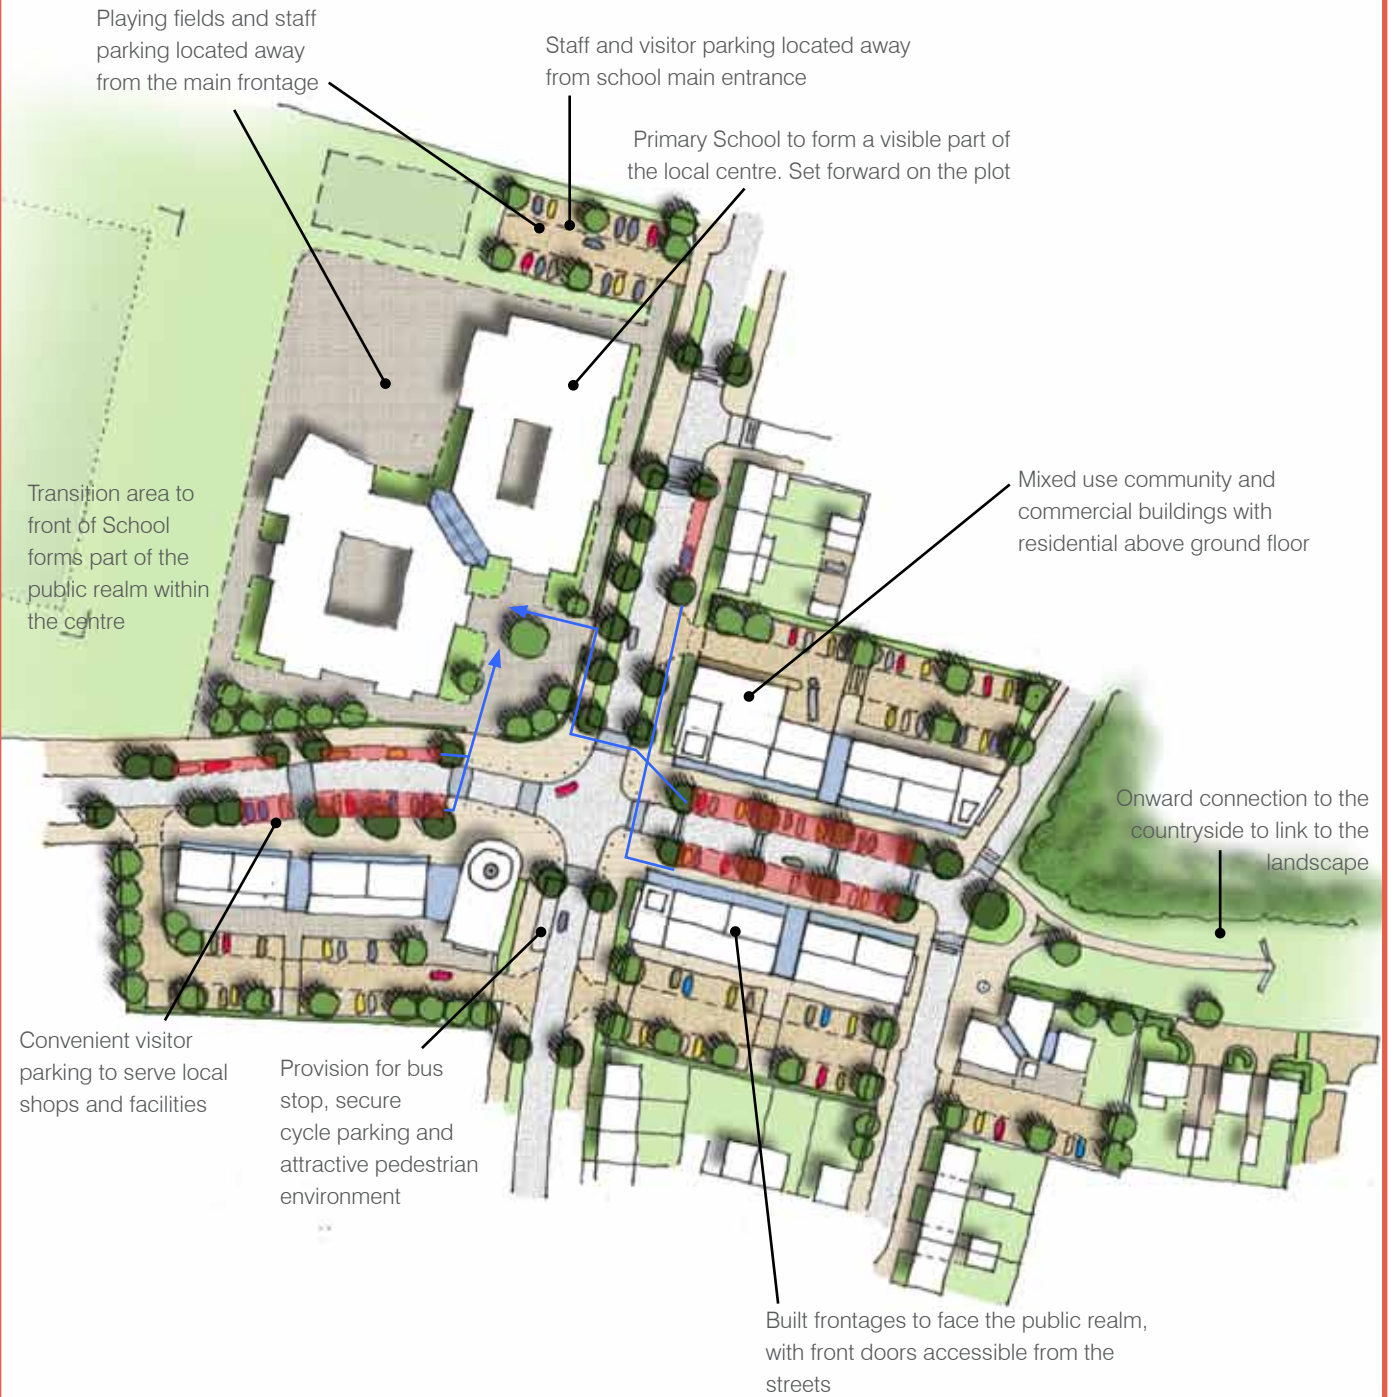 Playing fields and staff
parking located away
from the main frontage
Staff and visitor parking located away
from school main entrance
Primary School to form a visible part of
the local centre. Set forward on the plot
Transition area to
front of School
forms part of the
public realm within
the centre
Mixed use community and
commercial buildings with
residential above ground floor
Onward connection to the
countryside to link to the
landscape
Convenient visitor
parking to serve local
shops and facilities
Provision for bus
stop, secure
cycle parking and
attractive pedestrian
environment
Built frontages to face the public realm,
with front doors accessible from the
streets